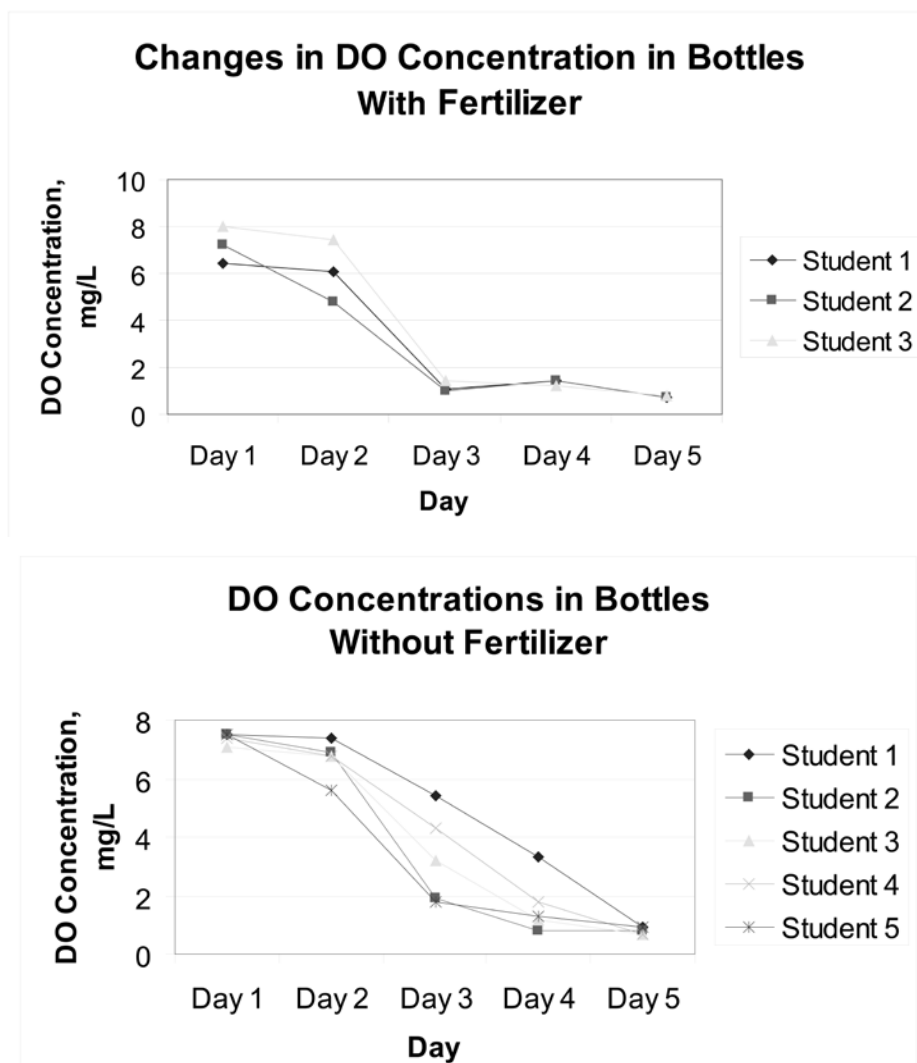 Changes in DO Concentration in Bottles
With Fertilizer
DO Concentration,
mg/L
10
8
6
4
2
0
Day 1 Day 2 Day 3 Day 4 Day 5
Day
Student 1
Student 2
Student 3
DO Concentrations in Bottles
Without Fertilizer
DO Concentration,
mg/L
8
6
4
2
0
Day 1 Day 2 Day 3 Day 4 Day 5
Day
Student 1
Student 2
Student 3
Student 4
Student 5